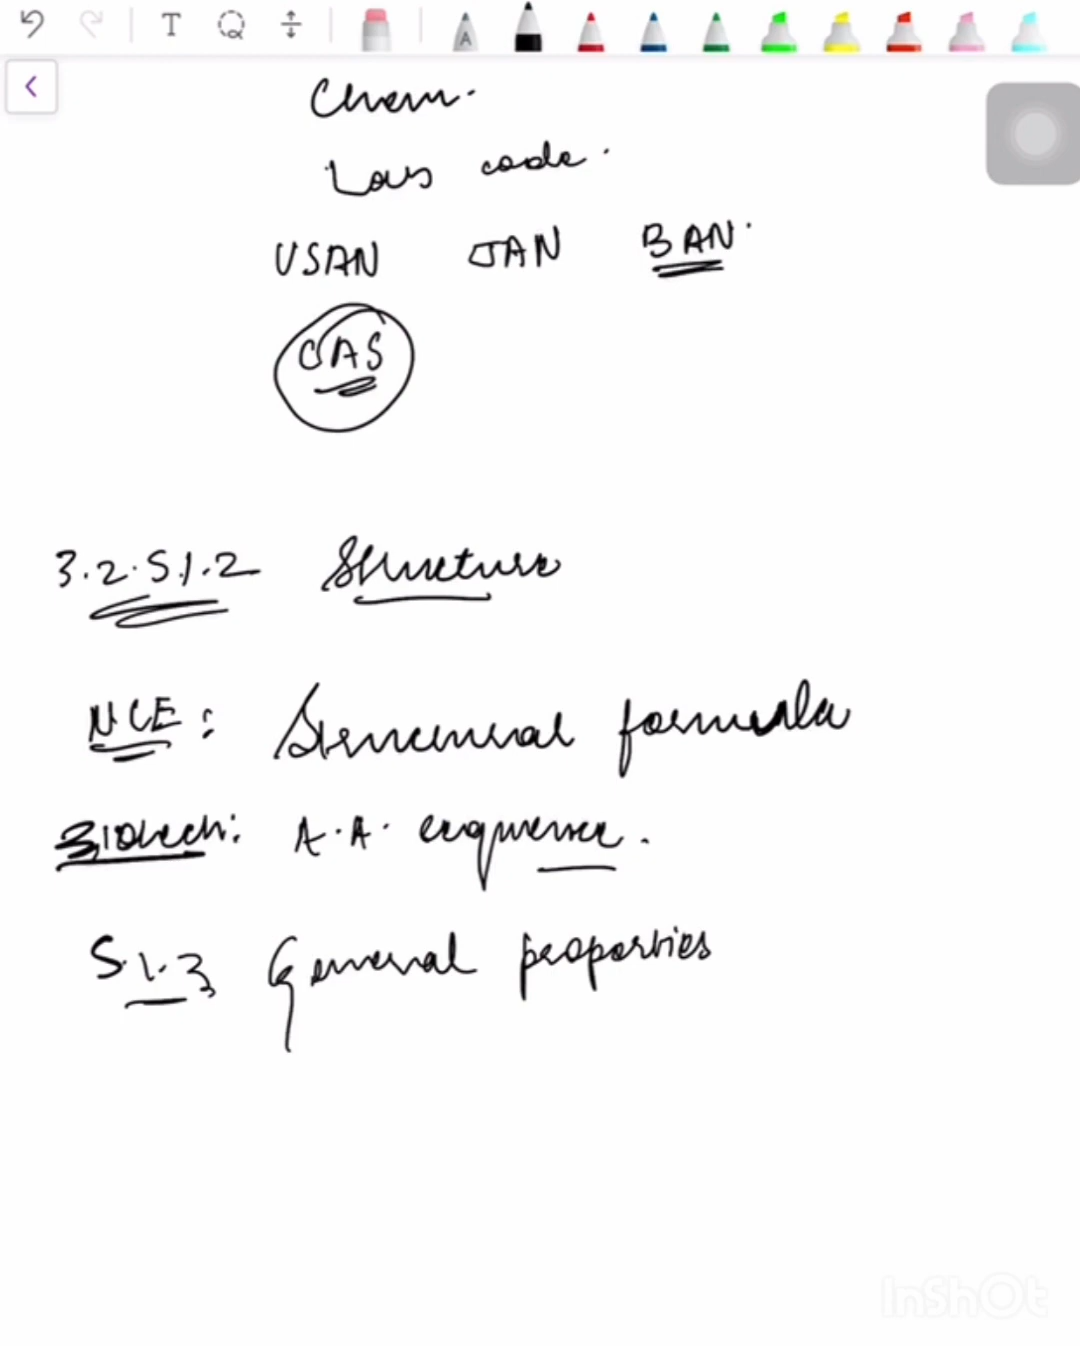 T
A
Chem.
Lab code.
USAN JAN BAN.
CAS
3.2.S.1.2 Structure
NCE: Structural formula
Biotech: A.A. sequence.
S.1.3 General properties
InShOt